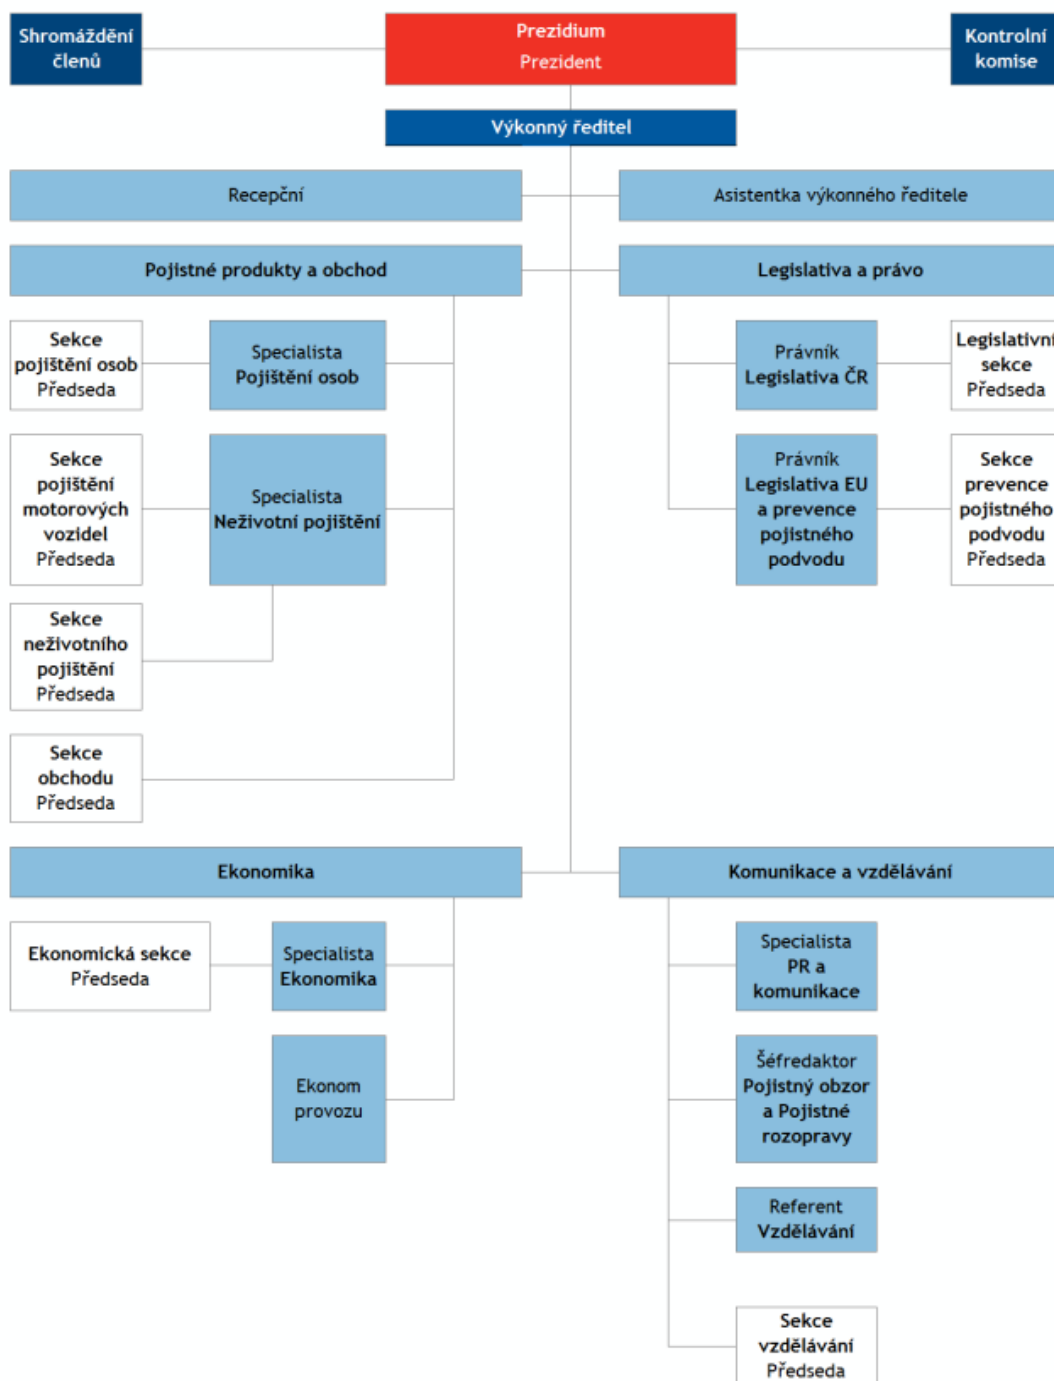 Shromáždění
členů
Prezidium
Prezident
Kontrolní
komise
Výkonný ředitel
Recepční
Asistentka výkonného ředitele
Pojistné produkty a obchod
Legislativa a právo
Sekce
pojištění osob
Předseda
Specialista
Pojištění osob
Právník
Legislativa ČR
Legislativní
sekce
Předseda
Sekce
pojištění
motorových
vozidel
Předseda
Specialista
Neživotní pojištění
Právník
Legislativa EU
a prevence
pojistného
podvodu
Sekce
prevence
pojistného
podvodu
Předseda
Sekce
neživotního
pojištění
Předseda
Sekce
obchodu
Předseda
Ekonomika
Komunikace a vzdělávání
Ekonomická sekce
Předseda
Specialista
Ekonomika
Specialista
PR a
komunikace
Ekonom
provozu
Šéfredaktor
Pojistný obzor
a Pojistné
rozopravy
Referent
Vzdělávání
Sekce
vzdělávání
Předseda